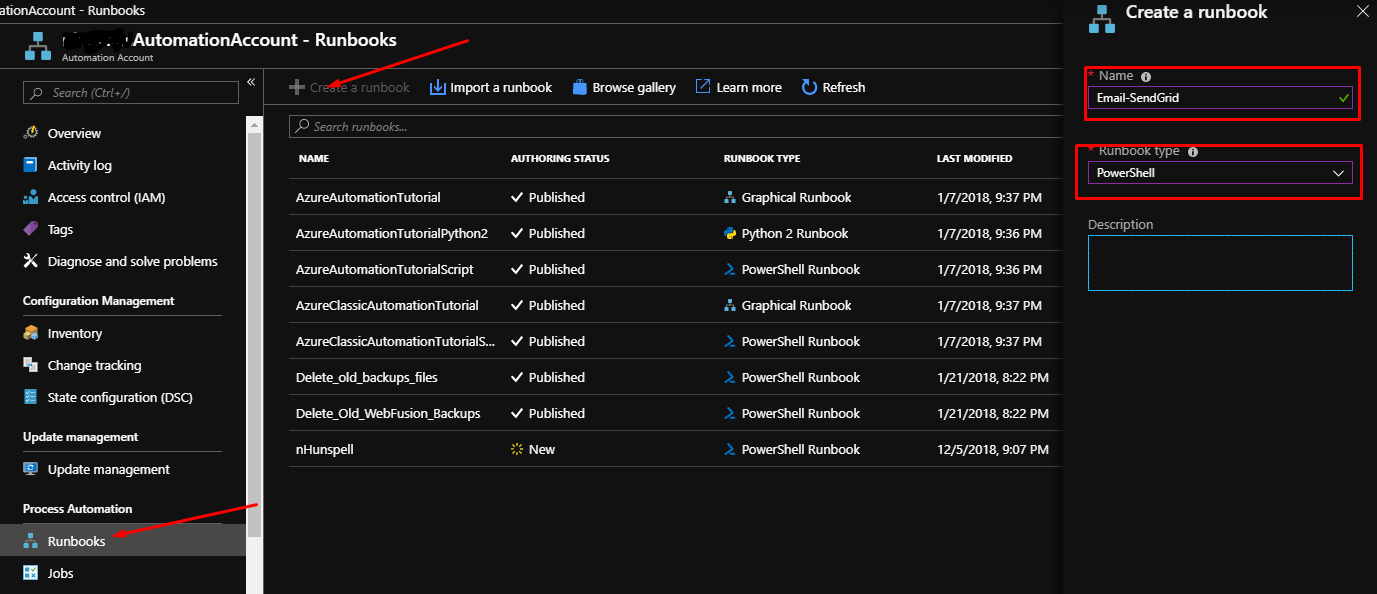 ationAccount - Runbooks
AutomationAccount - Runbooks
Automation Account
Search (Ctrl+/)
«
Overview
Activity log
Access control (IAM)
Tags
Diagnose and solve problems
Configuration Management
Inventory
Change tracking
State configuration (DSC)
Update management
Update management
Process Automation
Runbooks
Jobs
Create a runbook Import a runbook Browse gallery Learn more Refresh
Search runbooks...
NAME AUTHORING STATUS RUNBOOK TYPE LAST MODIFIED
AzureAutomationTutorial Published Graphical Runbook 1/7/2018, 9:37 PM
AzureAutomationTutorialPython2 Published Python 2 Runbook 1/7/2018, 9:36 PM
AzureAutomationTutorialScript Published PowerShell Runbook 1/7/2018, 9:36 PM
AzureClassicAutomationTutorial Published Graphical Runbook 1/7/2018, 9:37 PM
AzureClassicAutomationTutorialS... Published PowerShell Runbook 1/7/2018, 9:37 PM
Delete_old_backups_files Published PowerShell Runbook 1/21/2018, 8:22 PM
Delete_Old_WebFusion_Backups Published PowerShell Runbook 1/21/2018, 8:22 PM
nHunspell New PowerShell Runbook 12/5/2018, 9:07 PM
Create a runbook
* Name
Email-SendGrid
* Runbook type
PowerShell
Description